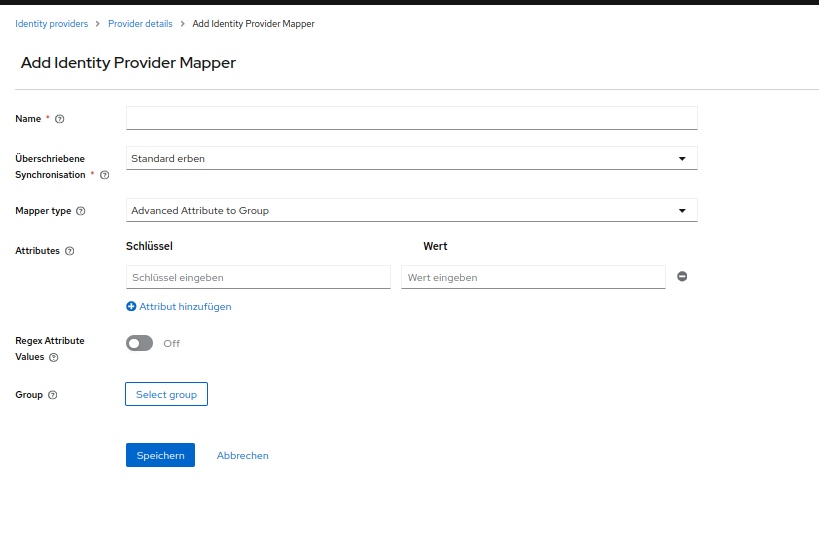 Identity providers > Provider details > Add Identity Provider Mapper
Add Identity Provider Mapper
Name *
Überschriebene
Synchronisation *
Standard erben
Mapper type
Advanced Attribute to Group
Attributes
Schlüssel Wert
Schlüssel eingeben Wert eingeben
Attribut hinzufügen
Regex Attribute
Values
Off
Group
Select group
Speichern Abbrechen